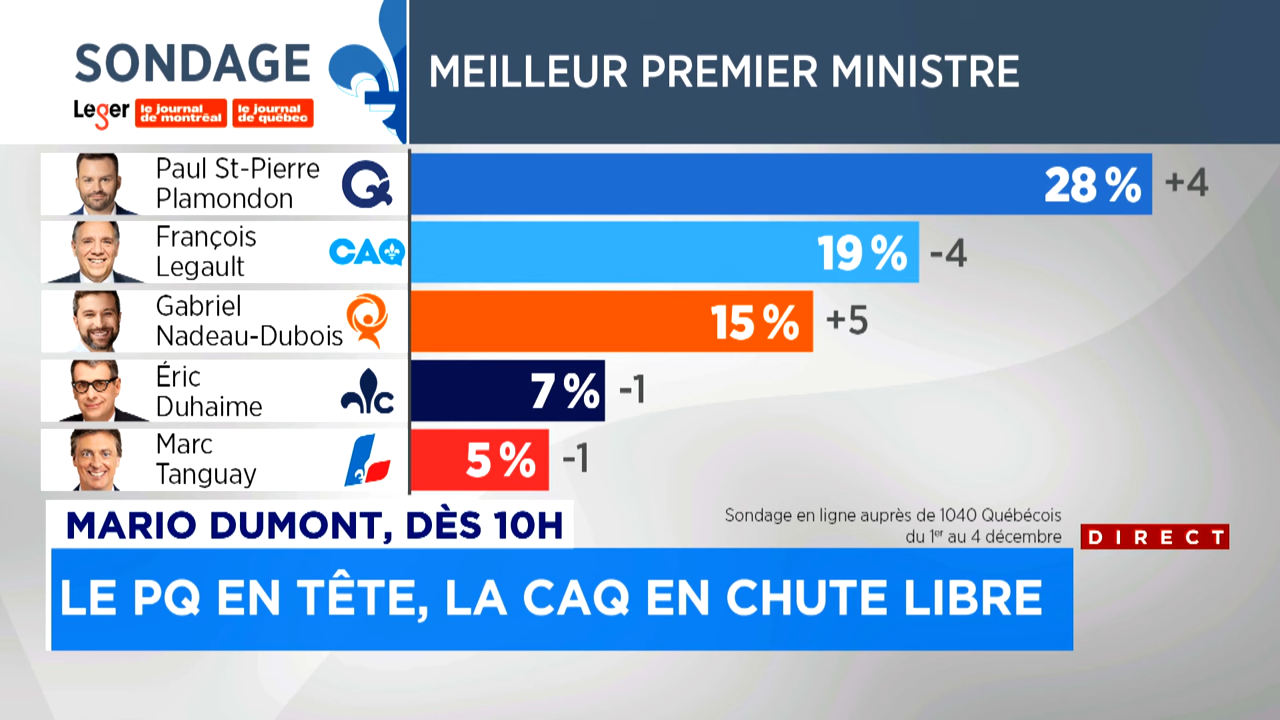 SONDAGE
Leger le journal de montréal le journal de québec
MEILLEUR PREMIER MINISTRE
Paul St-Pierre
Plamondon
28 % +4
François
Legault
CAQ
19 % -4
Gabriel
Nadeau-Dubois
15 % +5
Éric
Duhaime
C
7 % -1
Marc
Tanguay
5 % -1
MARIO DUMONT, DÈS 10H
Sondage en ligne auprès de 1040 Québécois
du 1er au 4 décembre
DIRECT
LE PQ EN TÊTE, LA CAQ EN CHUTE LIBRE